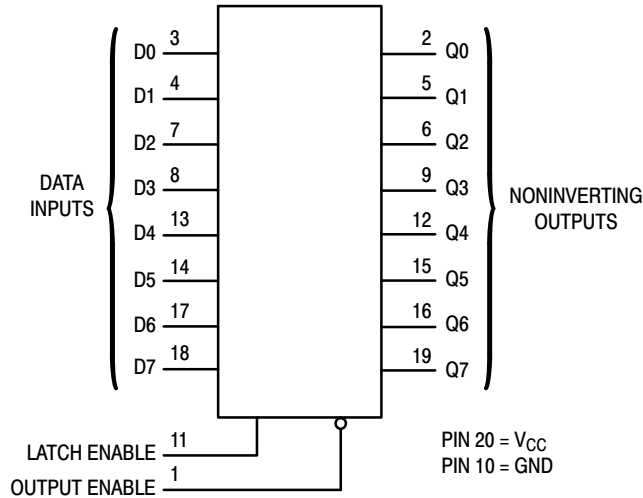 D0 3
D1 4
D2 7
D3 8
D4 13
D5 14
D6 17
D7 18
DATA
INPUTS
2 Q0
5 Q1
6 Q2
9 Q3
12 Q4
15 Q5
16 Q6
19 Q7
NONINVERTING
OUTPUTS
LATCH ENABLE 11
OUTPUT ENABLE 1
PIN 20 = VCC
PIN 10 = GND